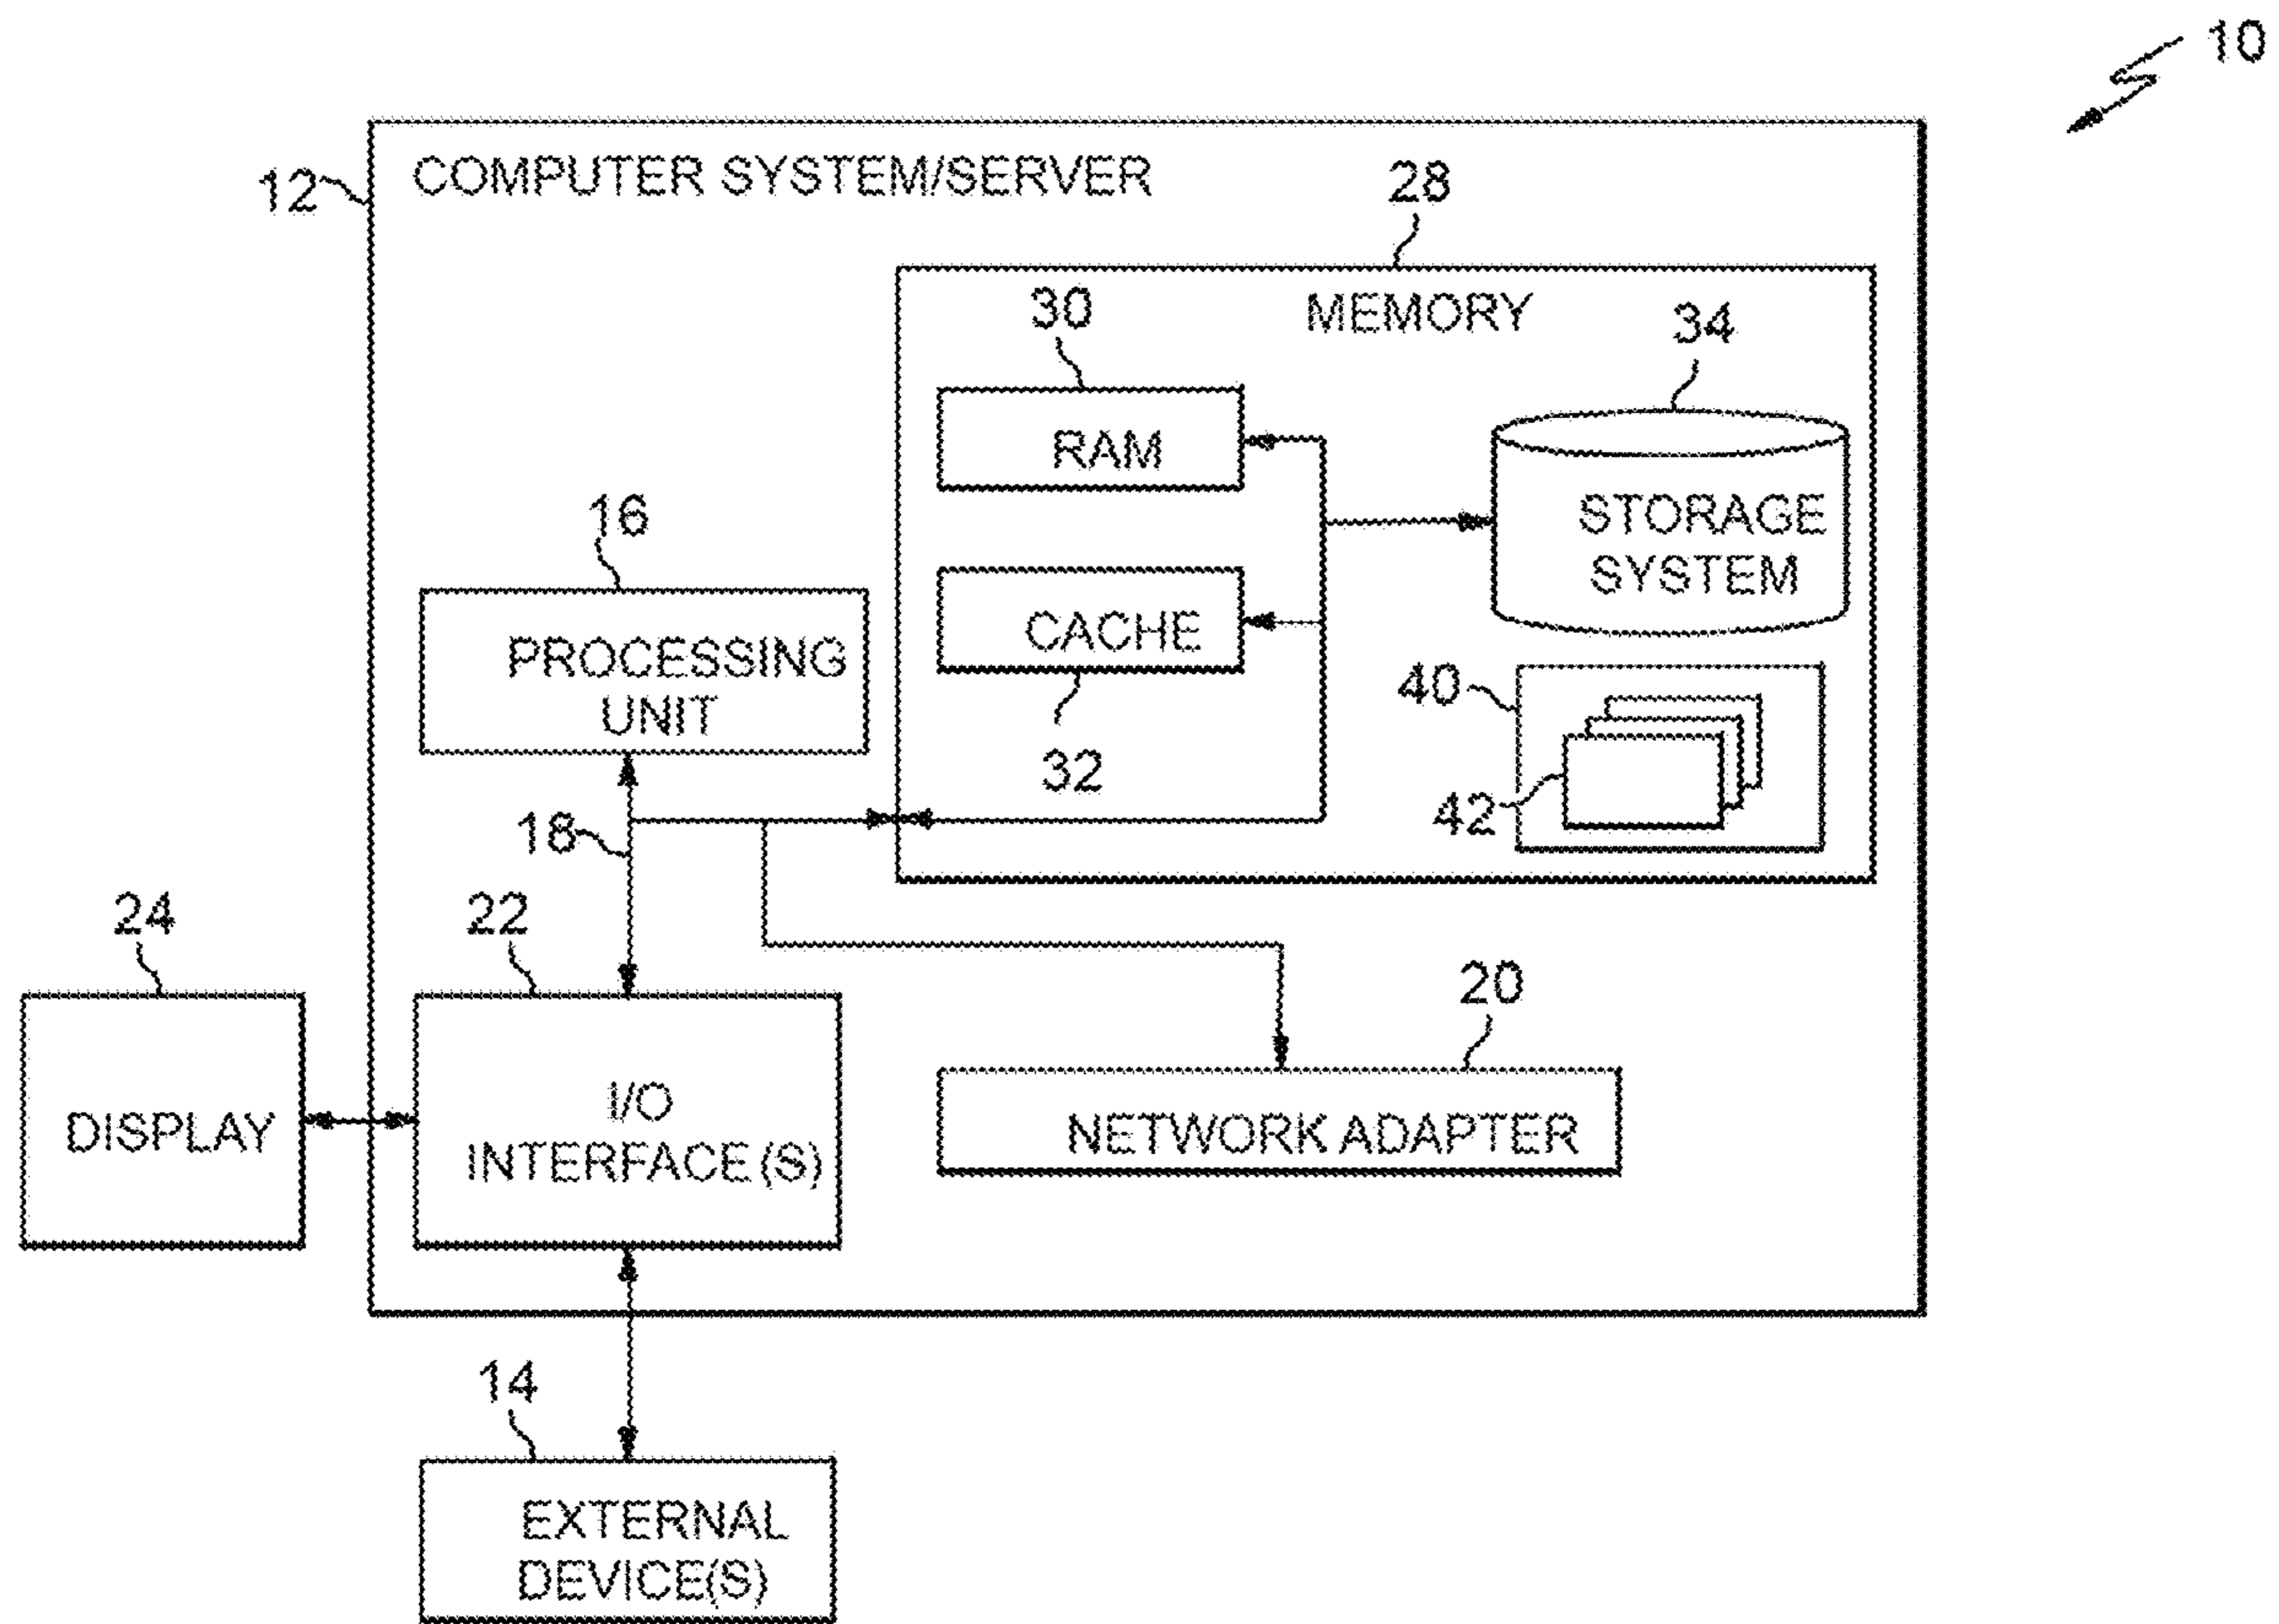 10
12
COMPUTER SYSTEM/SERVER
28
MEMORY
30
RAM
34
STORAGE
SYSTEM
CACHE
32
16
PROCESSING
UNIT
40
42
18
24
DISPLAY
22
I/O
INTERFACE(S)
20
NETWORK ADAPTER
14
EXTERNAL
DEVICE(S)